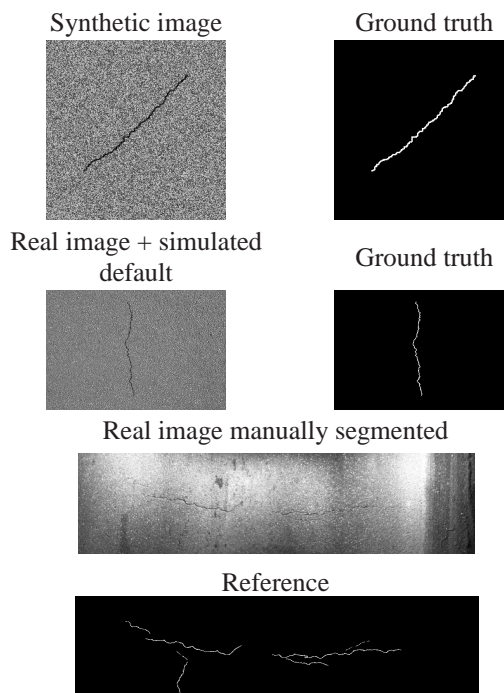 Synthetic image
Ground truth
Real image + simulated
default
Ground truth
Real image manually segmented
Reference